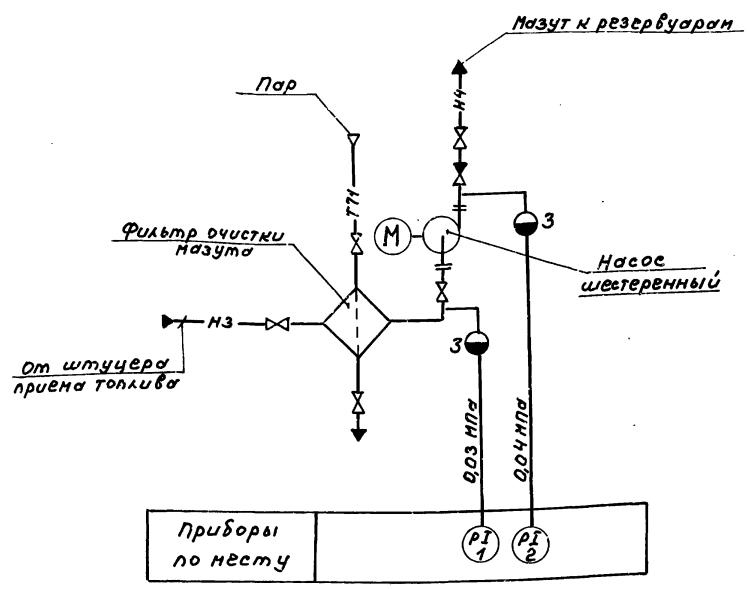 Мазут к резервуарам
Пар
Н4
Т71
Фильтр очистки
мазута
М
3
Насос
шестеренный
Н3
От штуцера
приема топлива
3
0,03 МПа
0,04 МПа
Приборы
по месту
PI
1
PI
2